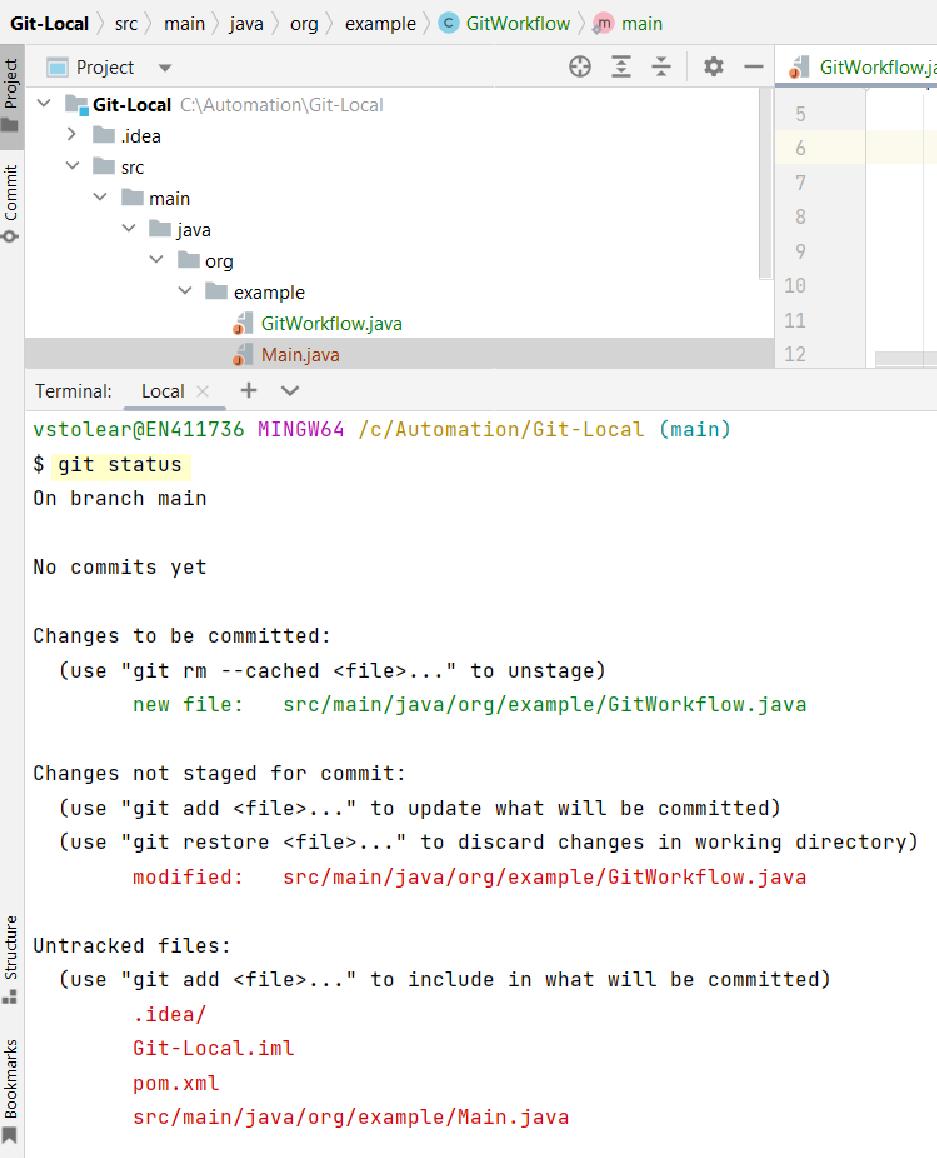 Git-Local src main java org example GitWorkflow main
Project
Project
GitWorkflow.ja
Git-Local C:\Automation\Git-Local
.idea
src
main
java
org
example
GitWorkflow.java
Main.java
5
6
7
8
9
10
11
12
Commit
Terminal: Local
vstolear@EN411736 MINGW64 /c/Automation/Git-Local (main)
$ git status
On branch main
No commits yet
Changes to be committed:
(use "git rm --cached <file>..." to unstage)
new file: src/main/java/org/example/GitWorkflow.java
Changes not staged for commit:
(use "git add <file>..." to update what will be committed)
(use "git restore <file>..." to discard changes in working directory)
modified: src/main/java/org/example/GitWorkflow.java
Untracked files:
(use "git add <file>..." to include in what will be committed)
.idea/
Git-Local.iml
pom.xml
src/main/java/org/example/Main.java
Structure
Bookmarks